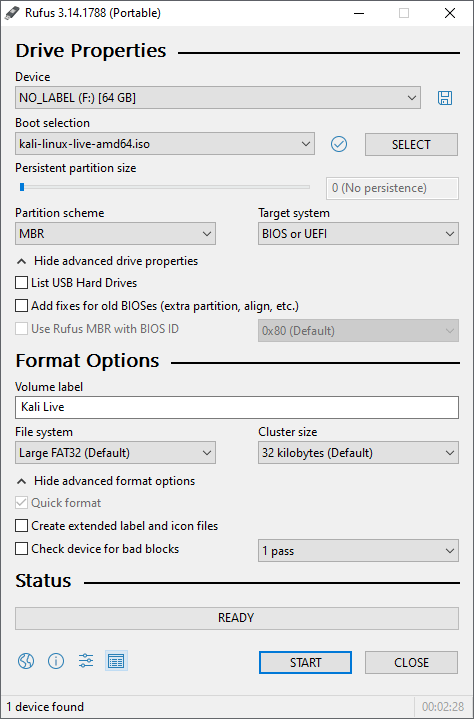 Rufus 3.14.1788 (Portable)
Drive Properties
Device
NO_LABEL (F:) [64 GB]
Boot selection
kali-linux-live-amd64.iso
SELECT
Persistent partition size
0 (No persistence)
Partition scheme
Target system
MBR
BIOS or UEFI
Hide advanced drive properties
List USB Hard Drives
Add fixes for old BIOSes (extra partition, align, etc.)
Use Rufus MBR with BIOS ID
0x80 (Default)
Format Options
Volume label
Kali Live
File system
Cluster size
Large FAT32 (Default)
32 kilobytes (Default)
Hide advanced format options
Quick format
Create extended label and icon files
Check device for bad blocks
1 pass
Status
READY
START
CLOSE
1 device found
00:02:28